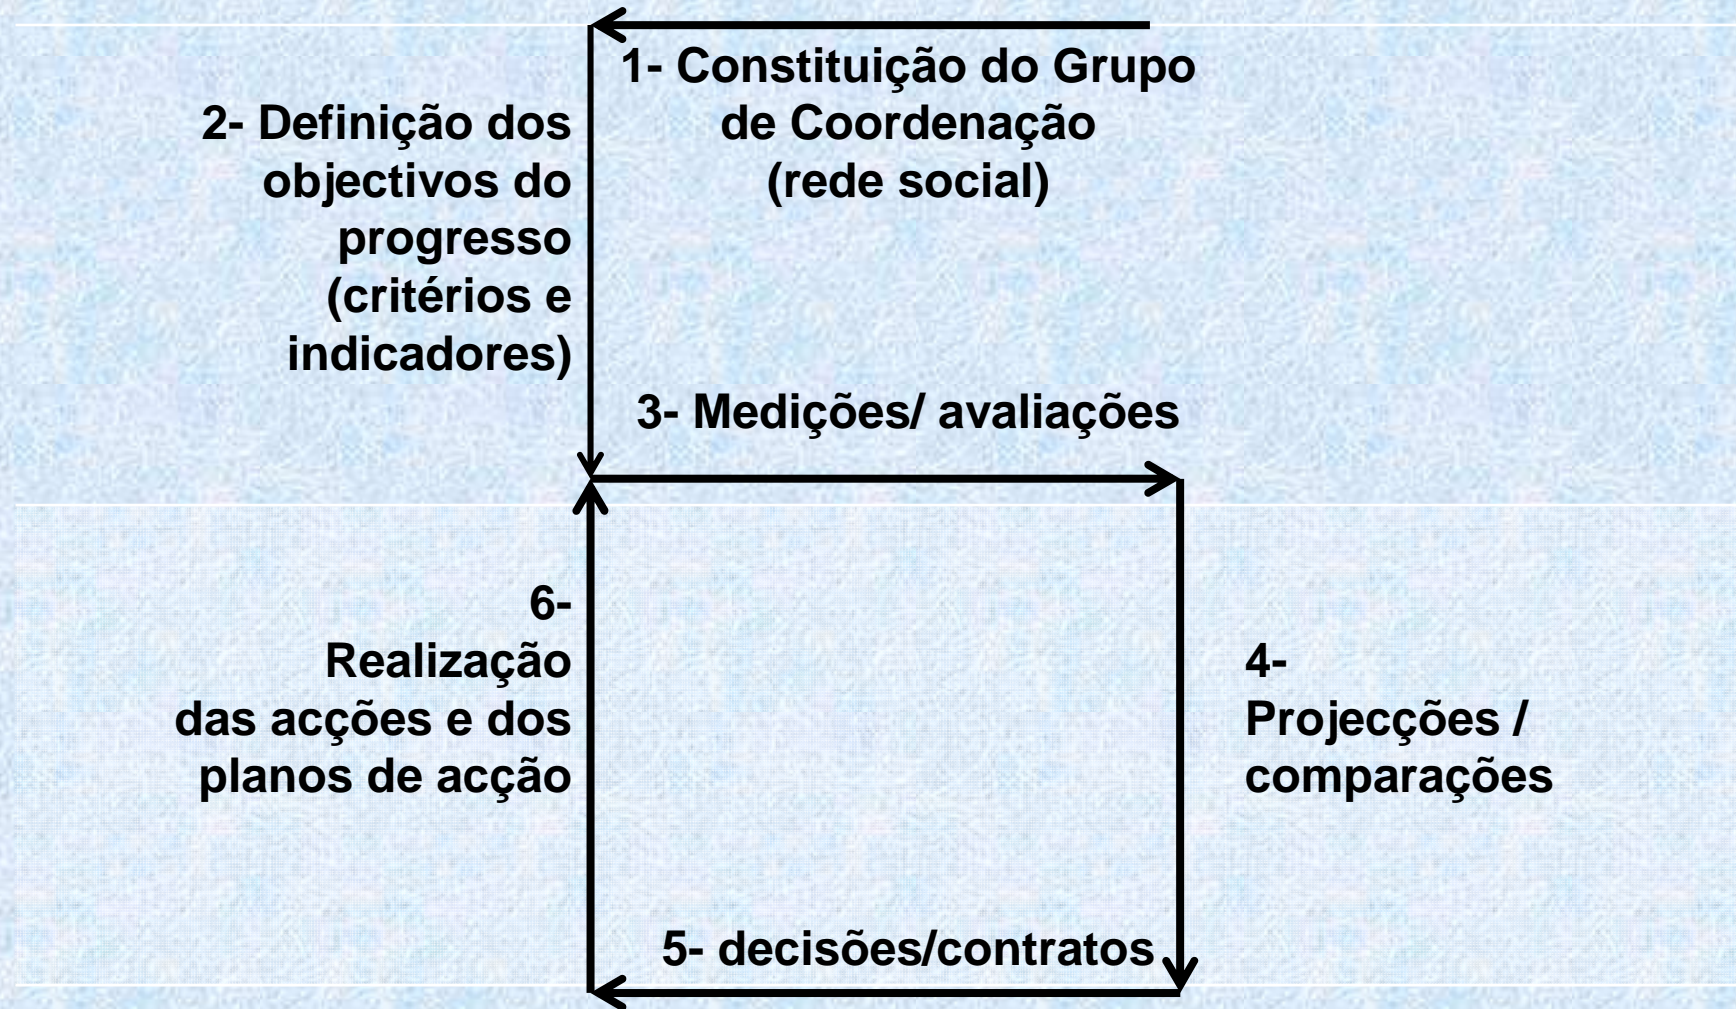 1- Constituição do Grupo
de Coordenação
(rede social)
2- Definição dos
objectivos do
progresso
(critérios e
indicadores)
3- Medições/ avaliações
4-
Projecções /
comparações
5- decisões/contratos
6-
Realização
das acções e dos
planos de acção